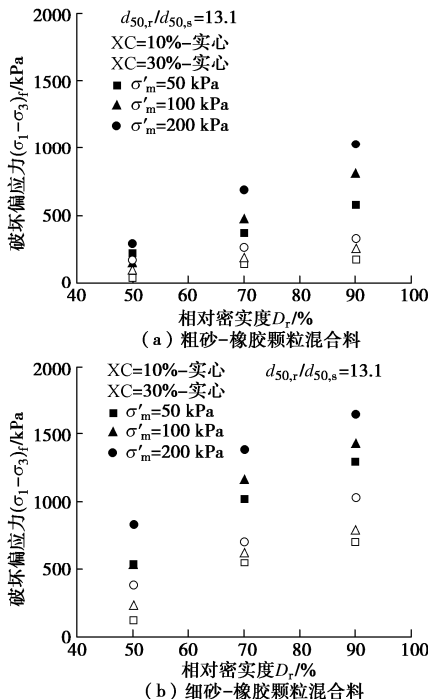 2000
1500
1000
500
0
破坏偏应力(σ₁−σ₃)f/kPa
d50,r/d50,s=13.1
XC=10%-实心
XC=30%-实心
■ σ′m=50 kPa
▲ σ′m=100 kPa
● σ′m=200 kPa
40 50 60 70 80 90 100
相对密实度Dr/%
(a)粗砂-橡胶颗粒混合料
2000
1500
1000
500
0
破坏偏应力(σ₁−σ₃)f/kPa
XC=10%-实心 d50,r/d50,s=13.1
XC=30%-实心
■ σ′m=50 kPa
▲ σ′m=100 kPa
● σ′m=200 kPa
40 50 60 70 80 90 100
相对密实度Dr/%
(b)细砂-橡胶颗粒混合料